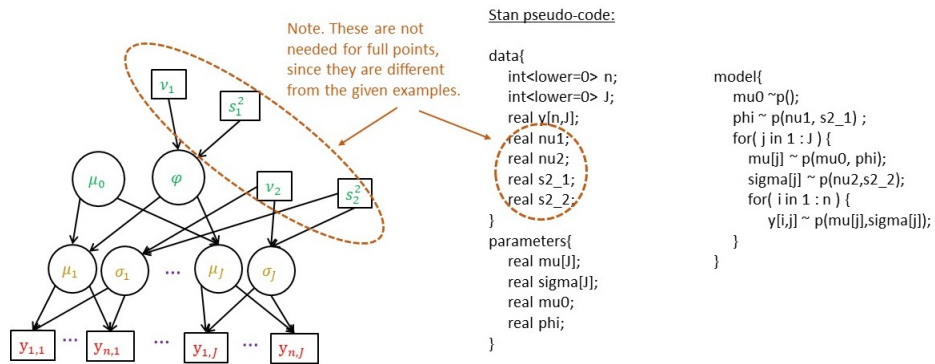 Note. These are not
needed for full points,
since they are different
from the given examples.
ν₁
s₁²
μ₀
φ
ν₂
s₂²
μ₁
σ₁
...
μ_J
σ_J
y₁,₁
...
yₙ,₁
...
y₁,J
...
yₙ,J
Stan pseudo-code:
data{
int<lower=0> n;
int<lower=0> J;
real y[n,J];
real nu1;
real nu2;
real s2_1;
real s2_2;
}
parameters{
real mu[J];
real sigma[J];
real mu0;
real phi;
}
model{
mu0 ~p();
phi ~ p(nu1, s2_1) ;
for( j in 1 : J ) {
mu[j] ~ p(mu0, phi);
sigma[j] ~ p(nu2,s2_2);
for( i in 1 : n ) {
y[i,j] ~ p(mu[j],sigma[j]);
}
}